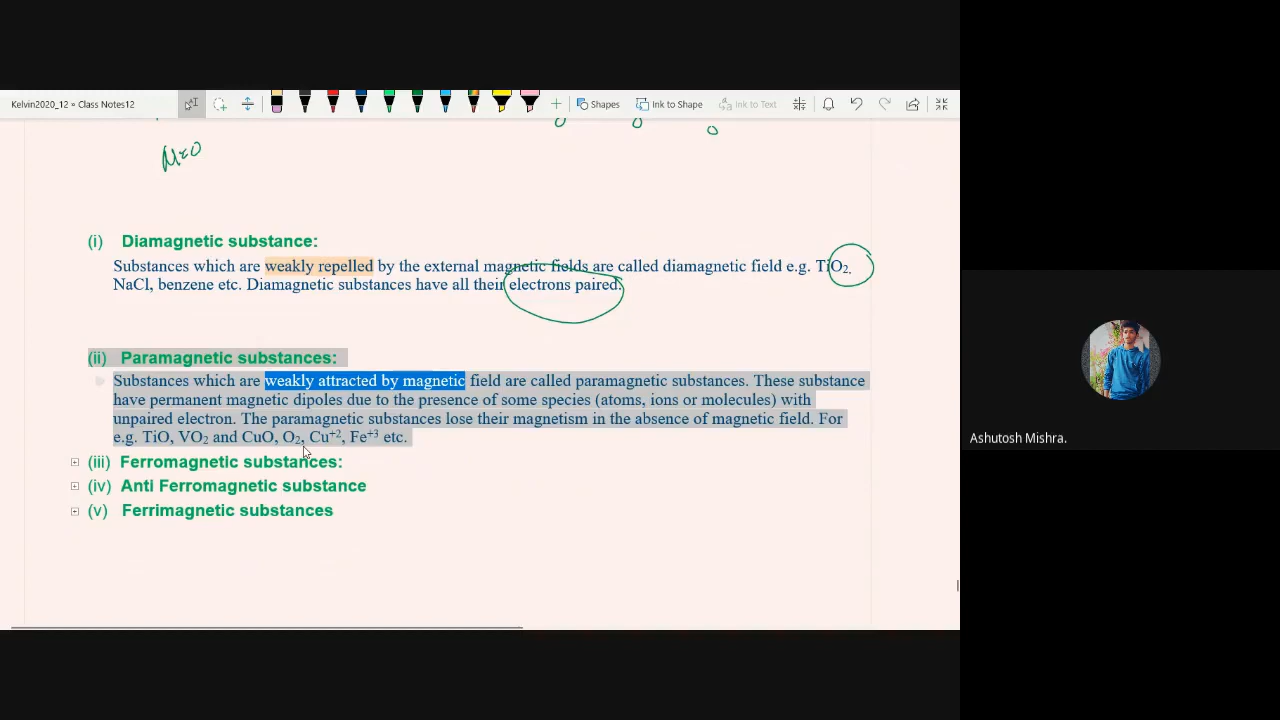 Kelvin2020_12 » Class Notes12
Shapes
Ink to Shape
Ink to Text
μ=0
(i) Diamagnetic substance:
Substances which are weakly repelled by the external magnetic fields are called diamagnetic field e.g. TiO₂,
NaCl, benzene etc. Diamagnetic substances have all their electrons paired.
(ii) Paramagnetic substances:
Substances which are weakly attracted by magnetic field are called paramagnetic substances. These substance
have permanent magnetic dipoles due to the presence of some species (atoms, ions or molecules) with
unpaired electron. The paramagnetic substances lose their magnetism in the absence of magnetic field. For
e.g. TiO, VO₂ and CuO, O₂, Cu⁺², Fe⁺³ etc.
(iii) Ferromagnetic substances:
(iv) Anti Ferromagnetic substance
(v) Ferrimagnetic substances
Ashutosh Mishra.